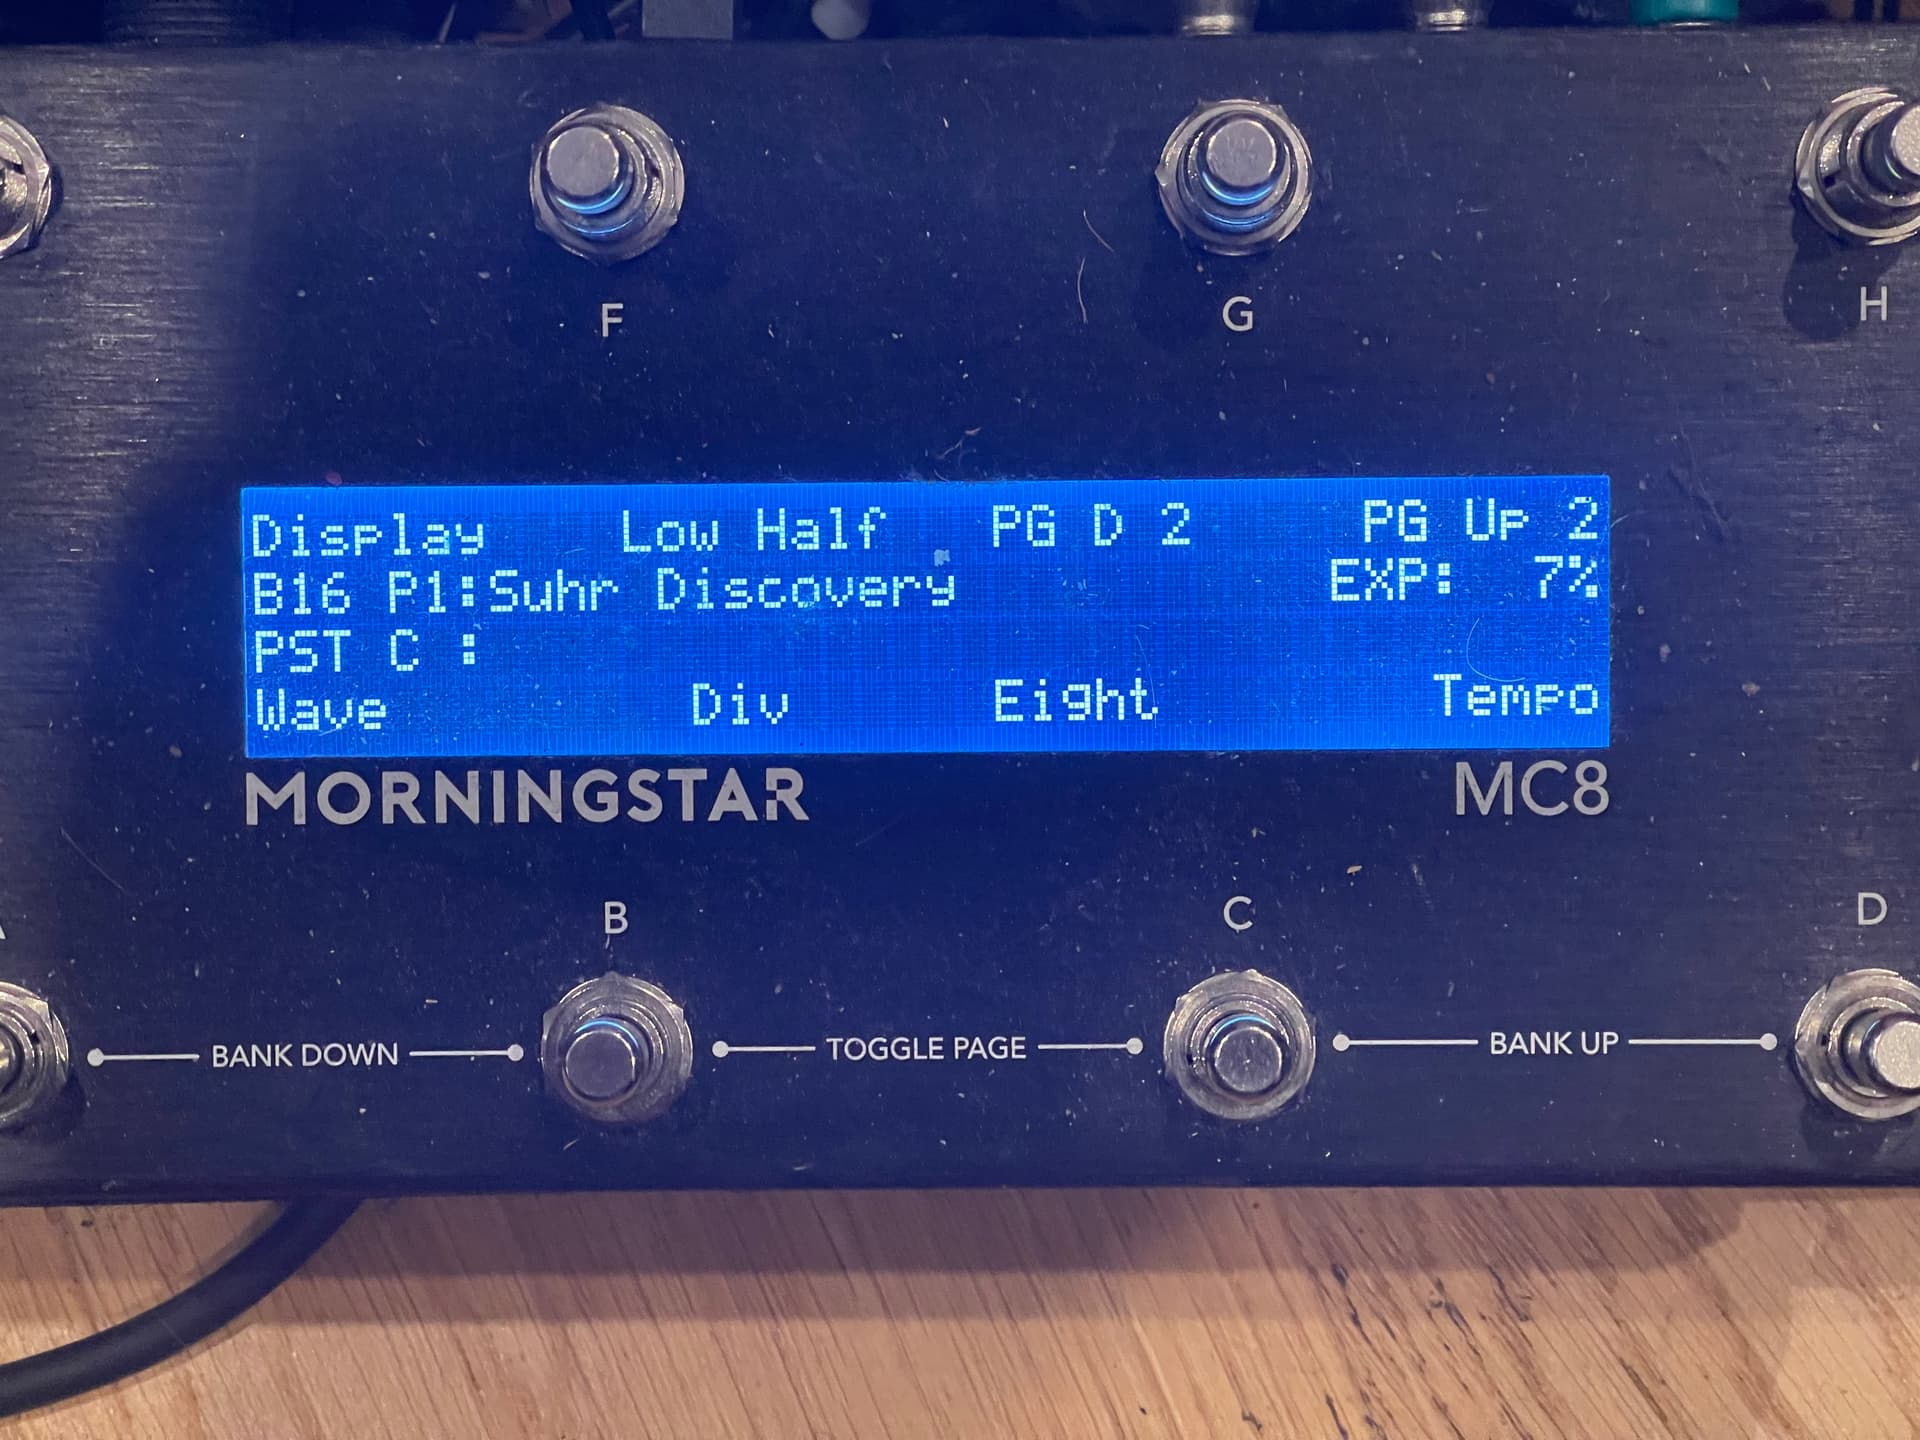 F G H
Display Low Half PG D 2 PG Up 2
B16 P1:Suhr Discovery EXP: 7%
PST C :
Wave Div Eight Tempo
MORNINGSTAR MC8
B C D
BANK DOWN TOGGLE PAGE BANK UP